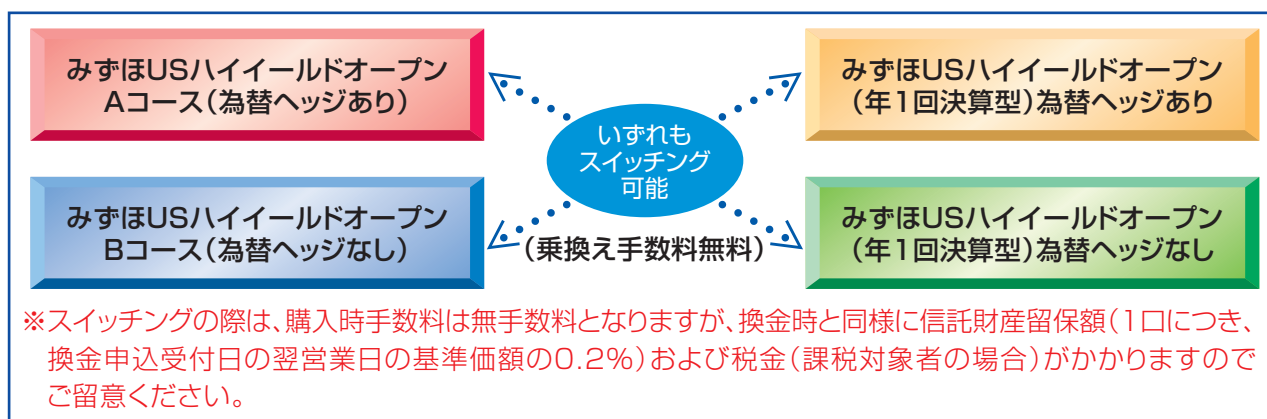 みずほUSハイイールドオープン
Aコース(為替ヘッジあり)
みずほUSハイイールドオープン
(年1回決算型)為替ヘッジあり
いずれも
スイッチング
可能
みずほUSハイイールドオープン
Bコース(為替ヘッジなし)
(乗換え手数料無料)
みずほUSハイイールドオープン
(年1回決算型)為替ヘッジなし
※スイッチングの際は、購入時手数料は無手数料となりますが、換金時と同様に信託財産留保額(1口につき、
換金申込受付日の翌営業日の基準価額の0.2%)および税金(課税対象者の場合)がかかりますので
ご留意ください。